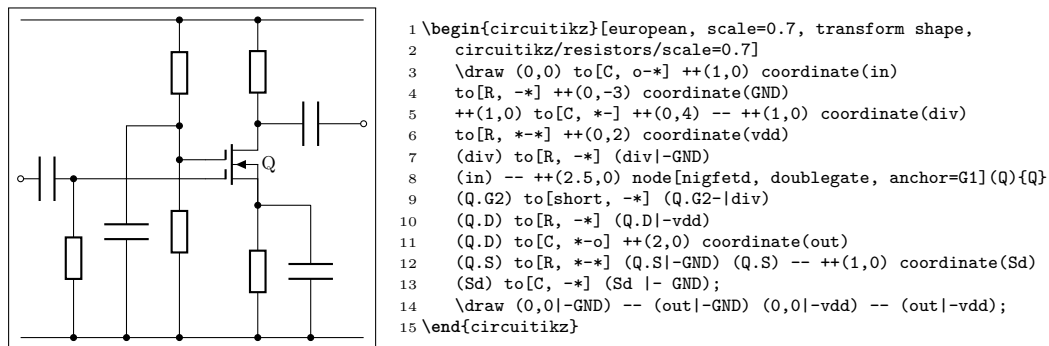 Q
1 \begin{circuitikz}[european, scale=0.7, transform shape,
2 circuitikz/resistors/scale=0.7]
3 \draw (0,0) to[C, o-*] ++(1,0) coordinate(in)
4 to[R, -*] ++(0,-3) coordinate(GND)
5 ++(1,0) to[C, *-] ++(0,4) -- ++(1,0) coordinate(div)
6 to[R, *-*] ++(0,2) coordinate(vdd)
7 (div) to[R, -*] (div|-GND)
8 (in) -- ++(2.5,0) node[nigfetd, doublegate, anchor=G1](Q){Q}
9 (Q.G2) to[short, -*] (Q.G2-|div)
10 (Q.D) to[R, -*] (Q.D|-vdd)
11 (Q.D) to[C, *-o] ++(2,0) coordinate(out)
12 (Q.S) to[R, *-*] (Q.S|-GND) (Q.S) -- ++(1,0) coordinate(Sd)
13 (Sd) to[C, -*] (Sd |- GND);
14 \draw (0,0|-GND) -- (out|-GND) (0,0|-vdd) -- (out|-vdd);
15 \end{circuitikz}